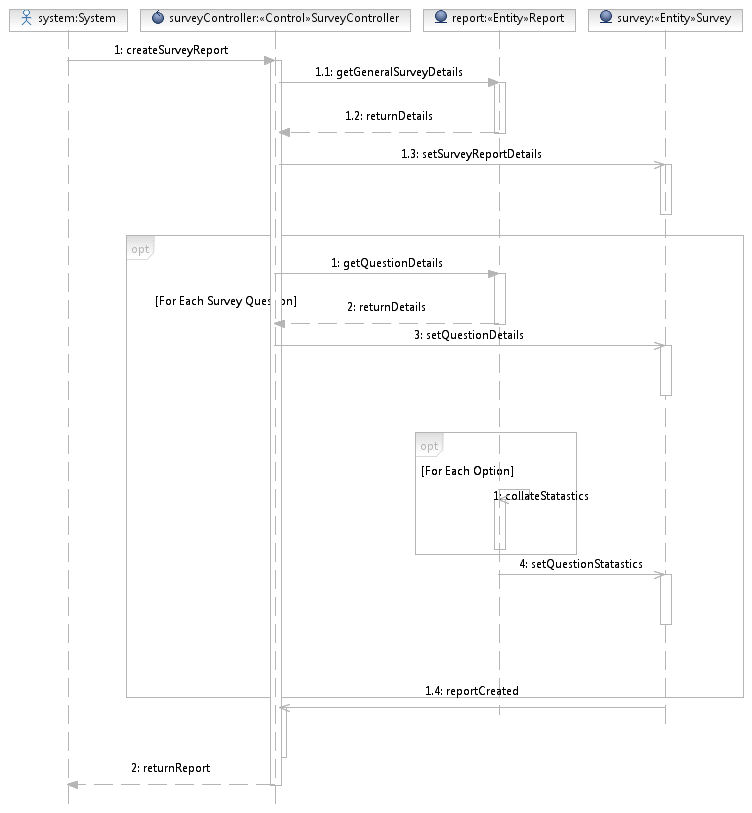 system:System
surveyController:«Control»SurveyController
report:«Entity»Report
survey:«Entity»Survey
1: createSurveyReport
1.1: getGeneralSurveyDetails
1.2: returnDetails
1.3: setSurveyReportDetails
opt
1: getQuestionDetails
[For Each Survey Question]
2: returnDetails
3: setQuestionDetails
opt
[For Each Option]
1: collateStatastics
4: setQuestionStatastics
1.4: reportCreated
2: returnReport